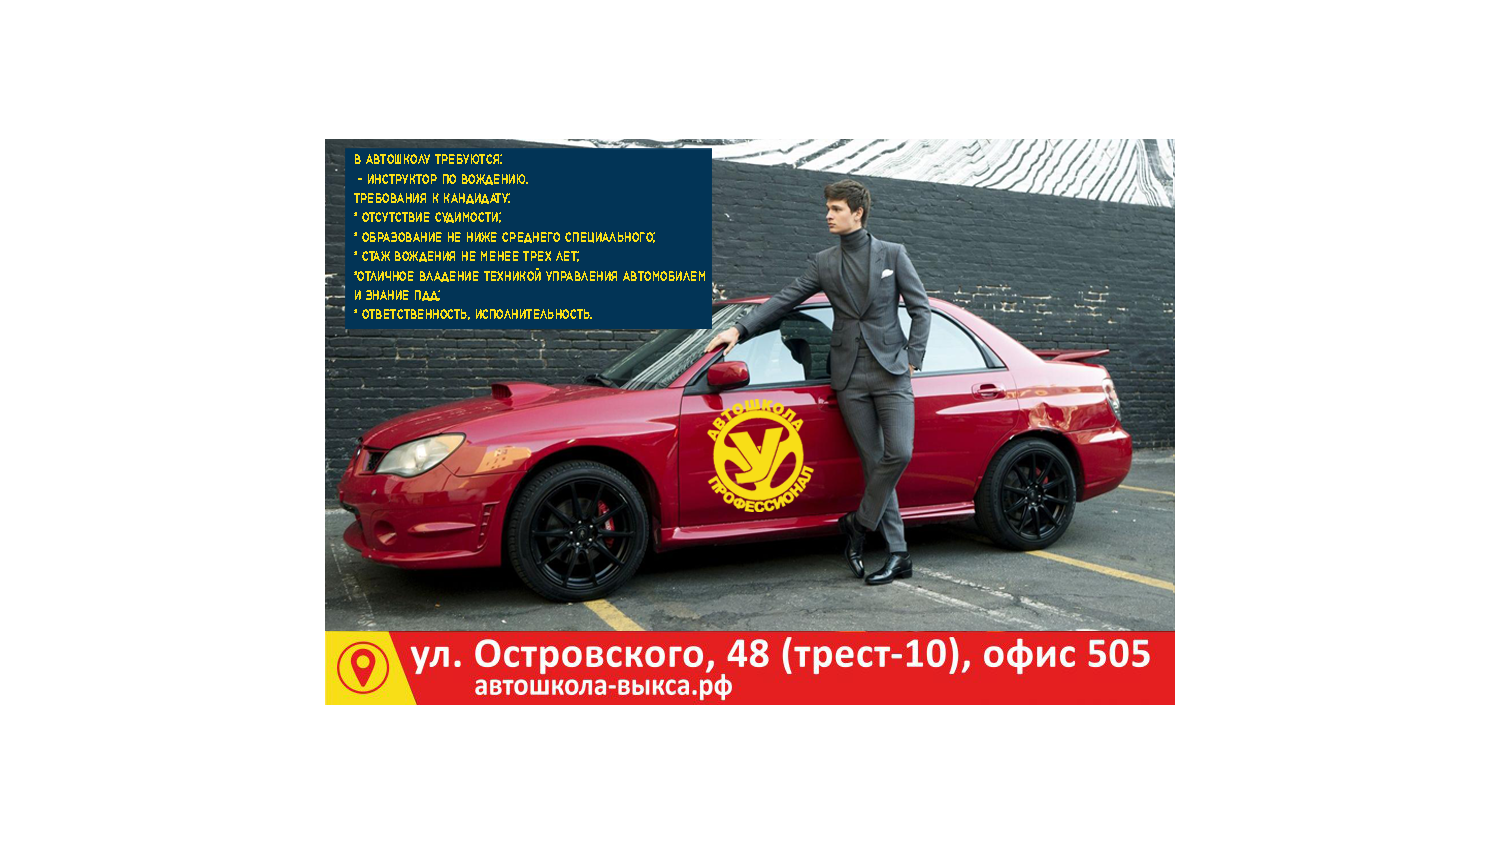 В АВТОШКОЛУ ТРЕБУЮТСЯ:
- ИНСТРУКТОР ПО ВОЖДЕНИЮ.
ТРЕБОВАНИЯ К КАНДИДАТУ:
* ОТСУТСТВИЕ СУДИМОСТИ;
* ОБРАЗОВАНИЕ НЕ НИЖЕ СРЕДНЕГО СПЕЦИАЛЬНОГО;
* СТАЖ ВОЖДЕНИЯ НЕ МЕНЕЕ ТРЕХ ЛЕТ;
*ОТЛИЧНОЕ ВЛАДЕНИЕ ТЕХНИКОЙ УПРАВЛЕНИЯ АВТОМОБИЛЕМ
И ЗНАНИЕ ПДД;
* ОТВЕТСТВЕННОСТЬ, ИСПОЛНИТЕЛЬНОСТЬ.
АВТОШКОЛА
У
ПРОФЕССИОНАЛ
ул. Островского, 48 (трест-10), офис 505
автошкола-выкса.рф